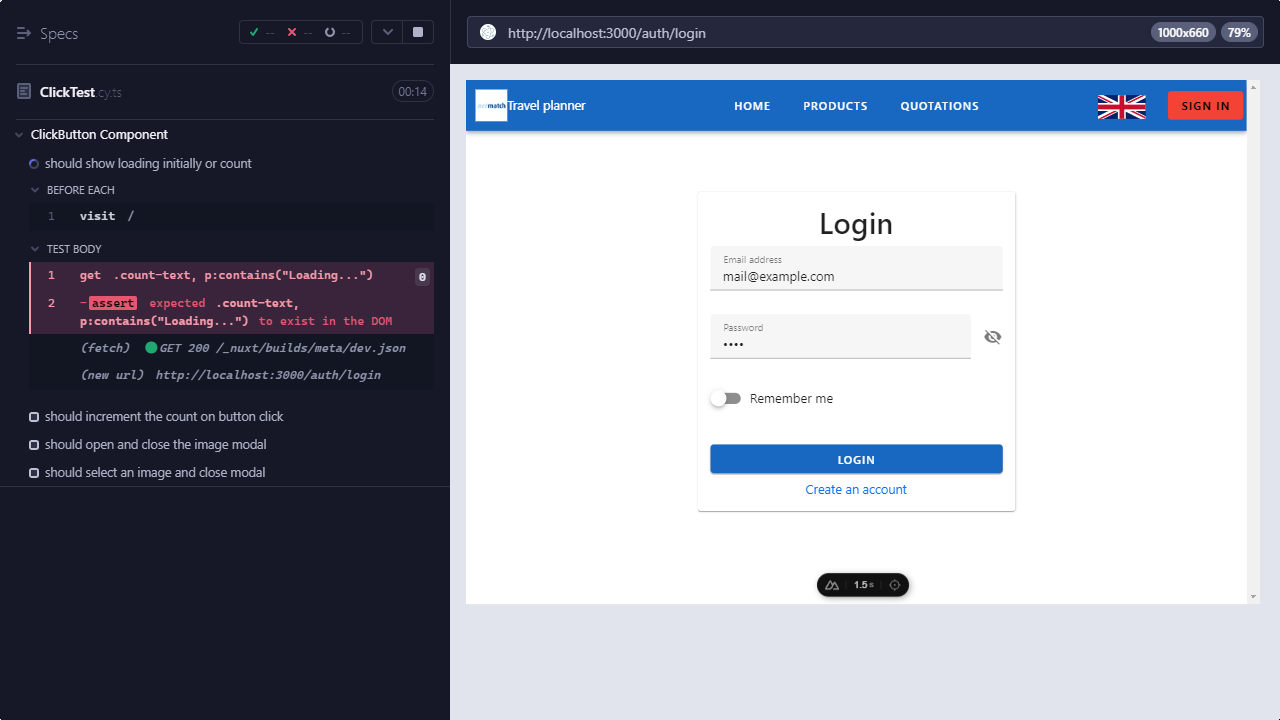 Specs
-- -- --
ClickTest.cy.ts
00:14
ClickButton Component
should show loading initially or count
BEFORE EACH
1 visit /
TEST BODY
1 get .count-text, p:contains("Loading...") 0
2 -assert expected .count-text,
p:contains("Loading...") to exist in the DOM
(fetch) GET 200 /_nuxt/builds/meta/dev.json
(new url) http://localhost:3000/auth/login
should increment the count on button click
should open and close the image modal
should select an image and close modal
http://localhost:3000/auth/login
1000x660
79%
match Travel planner
HOME
PRODUCTS
QUOTATIONS
SIGN IN
Login
Email address
mail@example.com
Password
••••
Remember me
LOGIN
Create an account
1.5 s